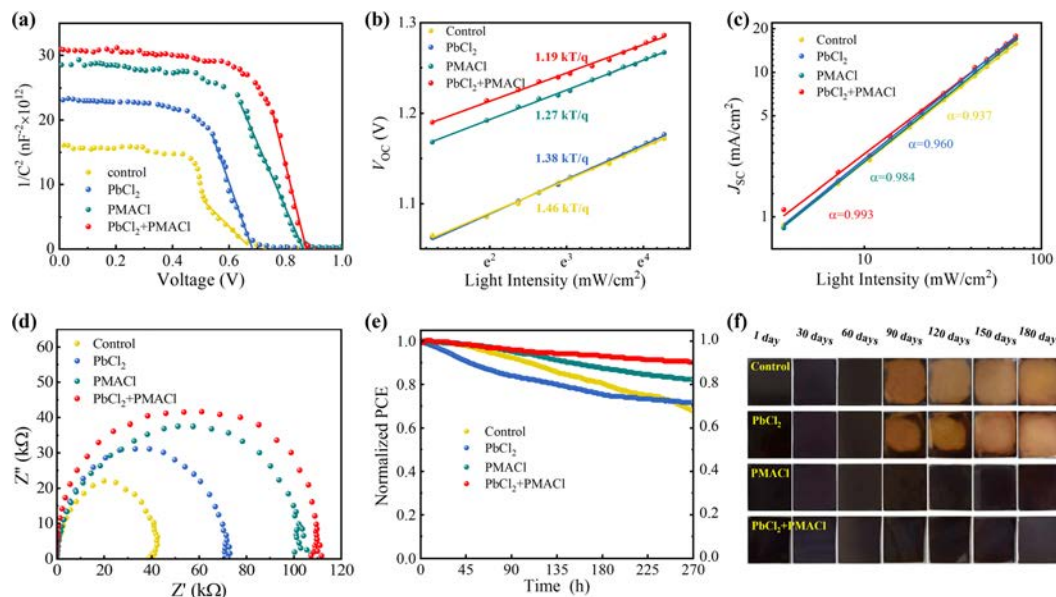 (a)
30
20
10
0
1/C² (nF⁻²×10¹²)
control
PbCl₂
PMACl
PbCl₂+PMACl
0.0 0.2 0.4 0.6 0.8 1.0
Voltage (V)
(b)
1.3
1.2
1.1
V_OC (V)
Control
PbCl₂
PMACl
PbCl₂+PMACl
1.19 kT/q
1.27 kT/q
1.38 kT/q
1.46 kT/q
e² e³ e⁴
Light Intensity (mW/cm²)
(c)
20
10
5
1
J_SC (mA/cm²)
Control
PbCl₂
PMACl
PbCl₂+PMACl
α=0.937
α=0.960
α=0.984
α=0.993
10 100
Light Intensity (mW/cm²)
(d)
60
50
40
30
20
10
0
Z'' (kΩ)
Control
PbCl₂
PMACl
PbCl₂+PMACl
0 20 40 60 80 100 120
Z' (kΩ)
(e)
1.0 1.0
0.8 0.8
0.6 0.6
0.4 0.4
0.2 0.2
0.0 0.0
Normalized PCE
Control
PbCl₂
PMACl
PbCl₂+PMACl
0 45 90 135 180 225 270
Time (h)
(f)
1 day 30 days 60 days 90 days 120 days 150 days 180 days
Control
PbCl₂
PMACl
PbCl₂+PMACl